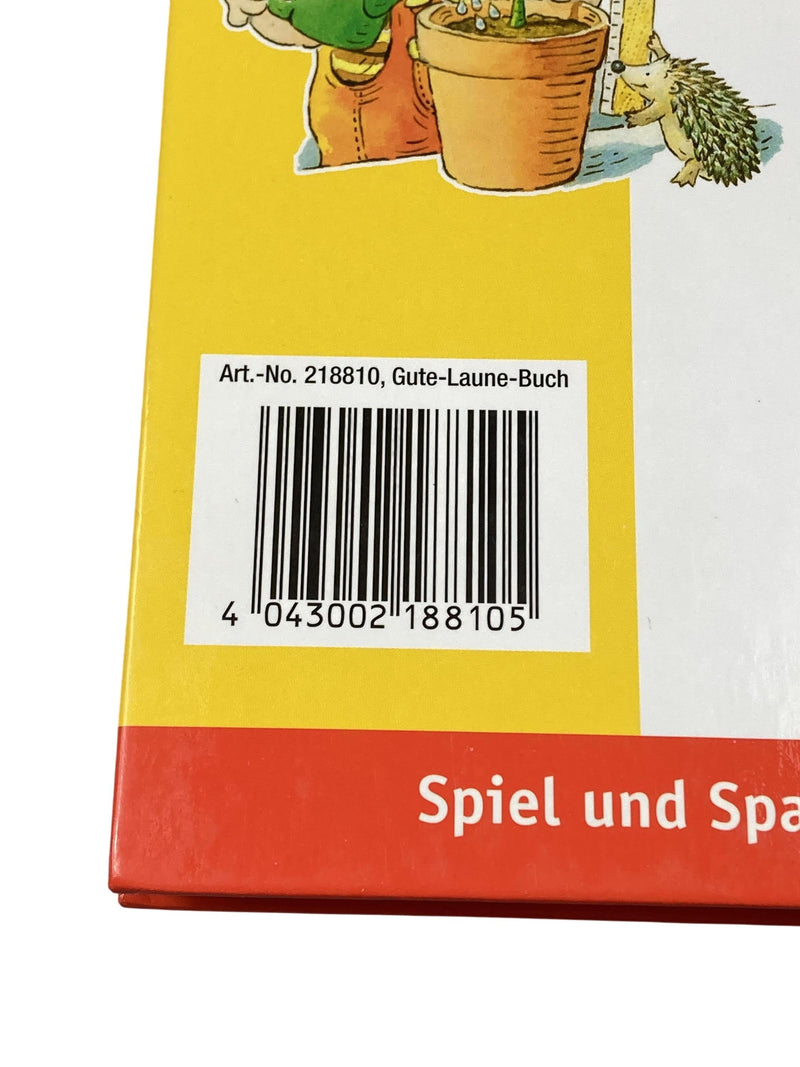 Art.-No. 218810, Gute-Laune-Buch
4 043002 188105
Spiel und Spa